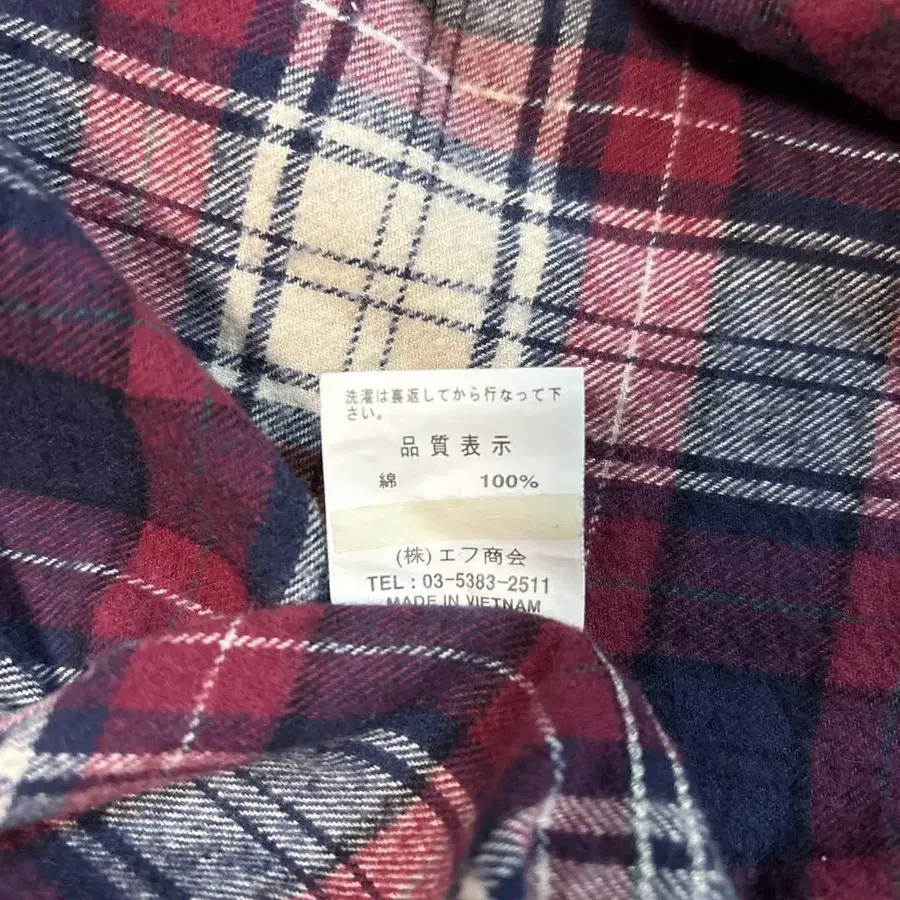 洗濯は裏返してから行なって下
さい。
品質表示
綿 100%
(株)エフ商会
TEL : 03-5383-2511
MADE IN VIETNAM